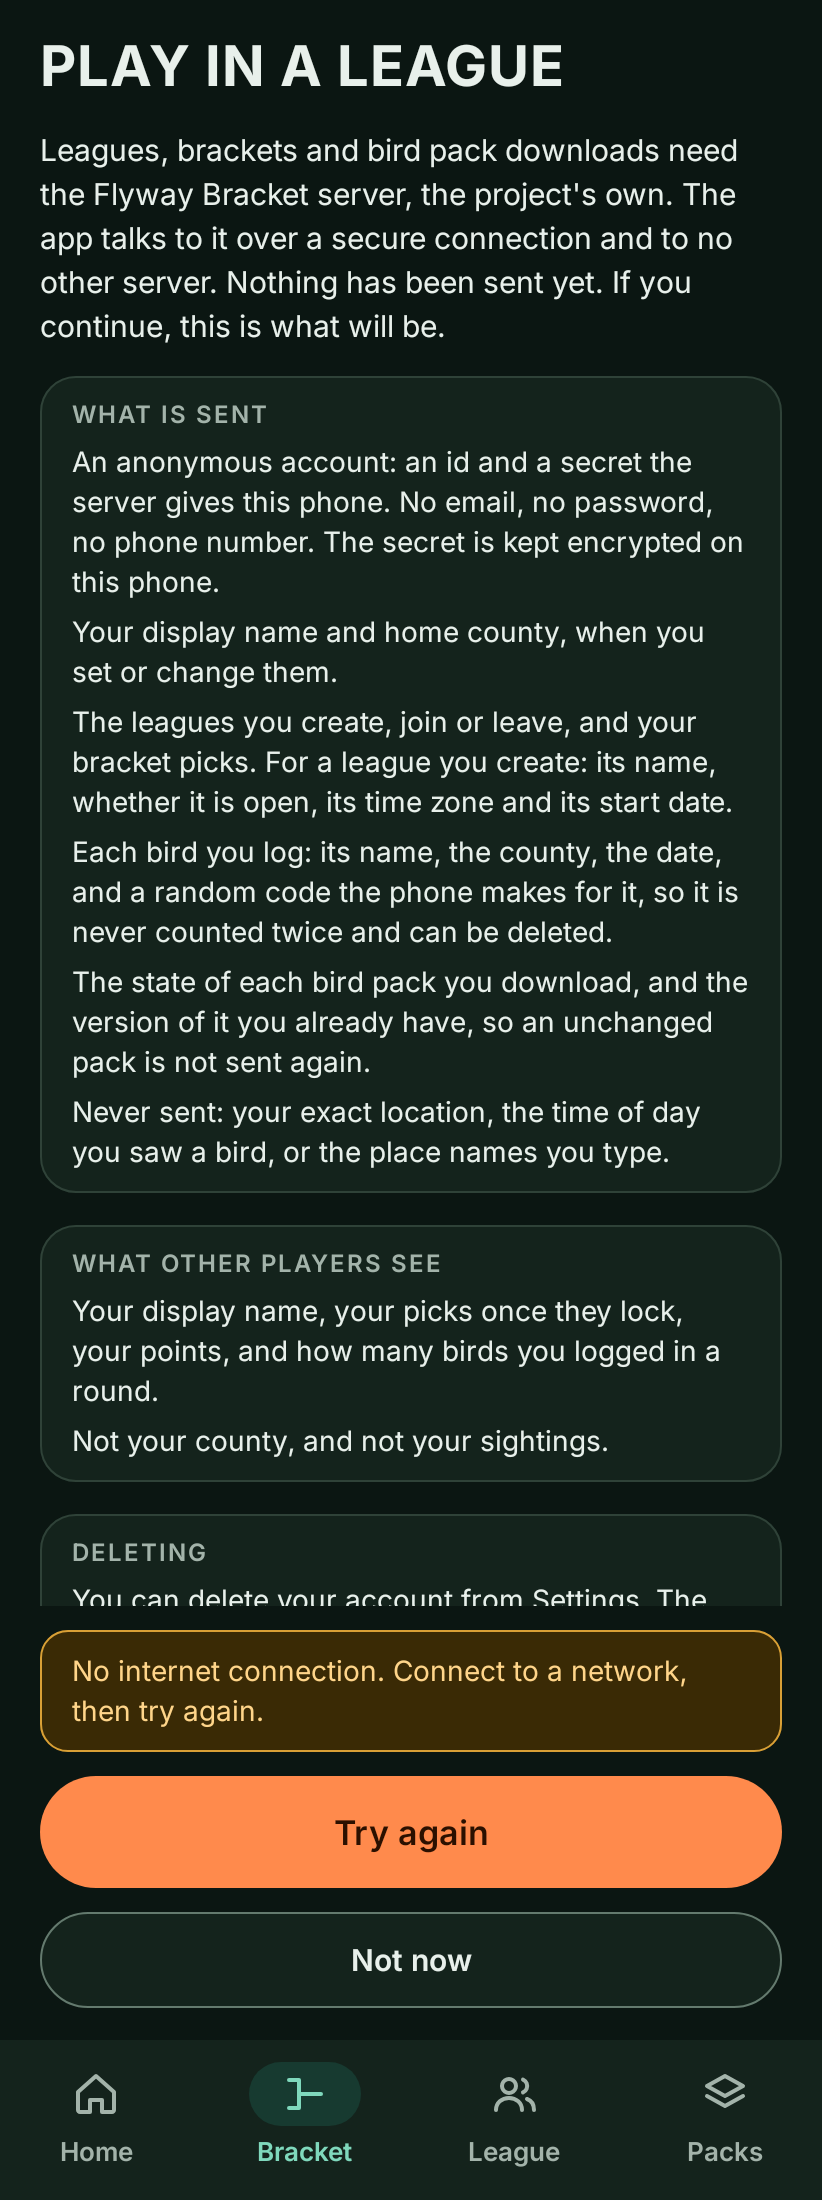 PLAY IN A LEAGUE
Leagues, brackets and bird pack downloads need
the Flyway Bracket server, the project's own. The
app talks to it over a secure connection and to no
other server. Nothing has been sent yet. If you
continue, this is what will be.
WHAT IS SENT
An anonymous account: an id and a secret the
server gives this phone. No email, no password,
no phone number. The secret is kept encrypted on
this phone.
Your display name and home county, when you
set or change them.
The leagues you create, join or leave, and your
bracket picks. For a league you create: its name,
whether it is open, its time zone and its start date.
Each bird you log: its name, the county, the date,
and a random code the phone makes for it, so it is
never counted twice and can be deleted.
The state of each bird pack you download, and the
version of it you already have, so an unchanged
pack is not sent again.
Never sent: your exact location, the time of day
you saw a bird, or the place names you type.
WHAT OTHER PLAYERS SEE
Your display name, your picks once they lock,
your points, and how many birds you logged in a
round.
Not your county, and not your sightings.
DELETING
You can delete your account from Settings. The
No internet connection. Connect to a network,
then try again.
Try again
Not now
Home
Bracket
League
Packs